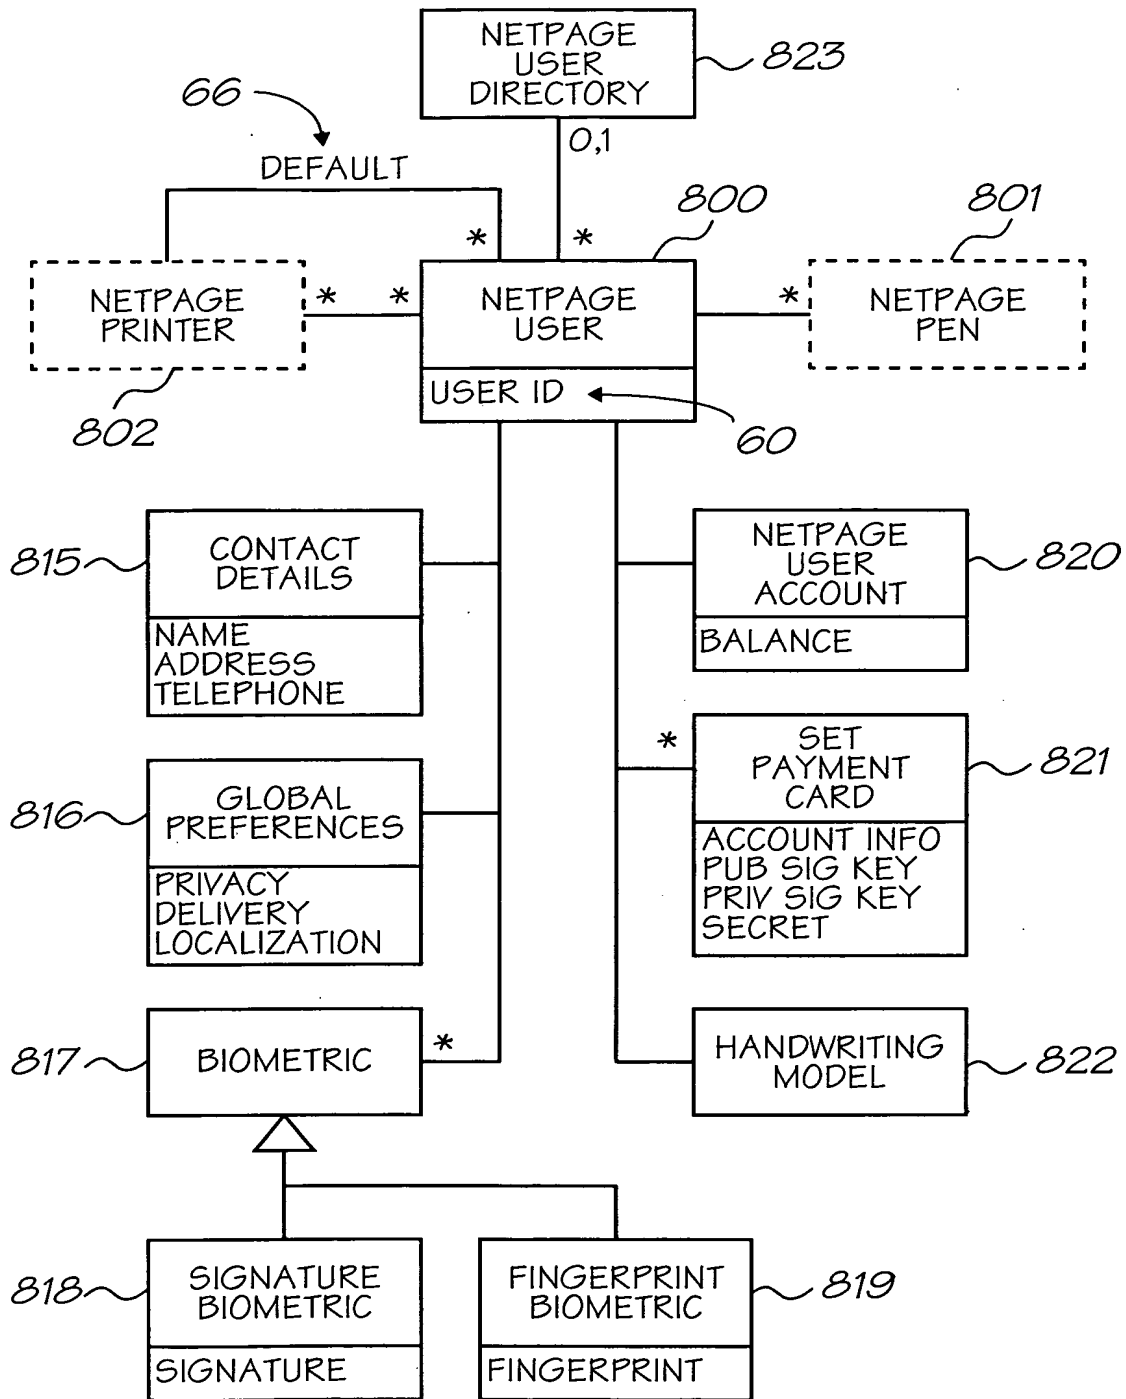 NETPAGE
USER
DIRECTORY
823
66
DEFAULT
0,1
800
801
*
*
NETPAGE
PRINTER
*
*
NETPAGE
USER
*
NETPAGE
PEN
802
USER ID
60
815
CONTACT
DETAILS
NAME
ADDRESS
TELEPHONE
NETPAGE
USER
ACCOUNT
820
BALANCE
816
GLOBAL
PREFERENCES
PRIVACY
DELIVERY
LOCALIZATION
*
SET
PAYMENT
CARD
821
ACCOUNT INFO
PUB SIG KEY
PRIV SIG KEY
SECRET
817
BIOMETRIC
*
HANDWRITING
MODEL
822
818
SIGNATURE
BIOMETRIC
SIGNATURE
FINGERPRINT
BIOMETRIC
819
FINGERPRINT